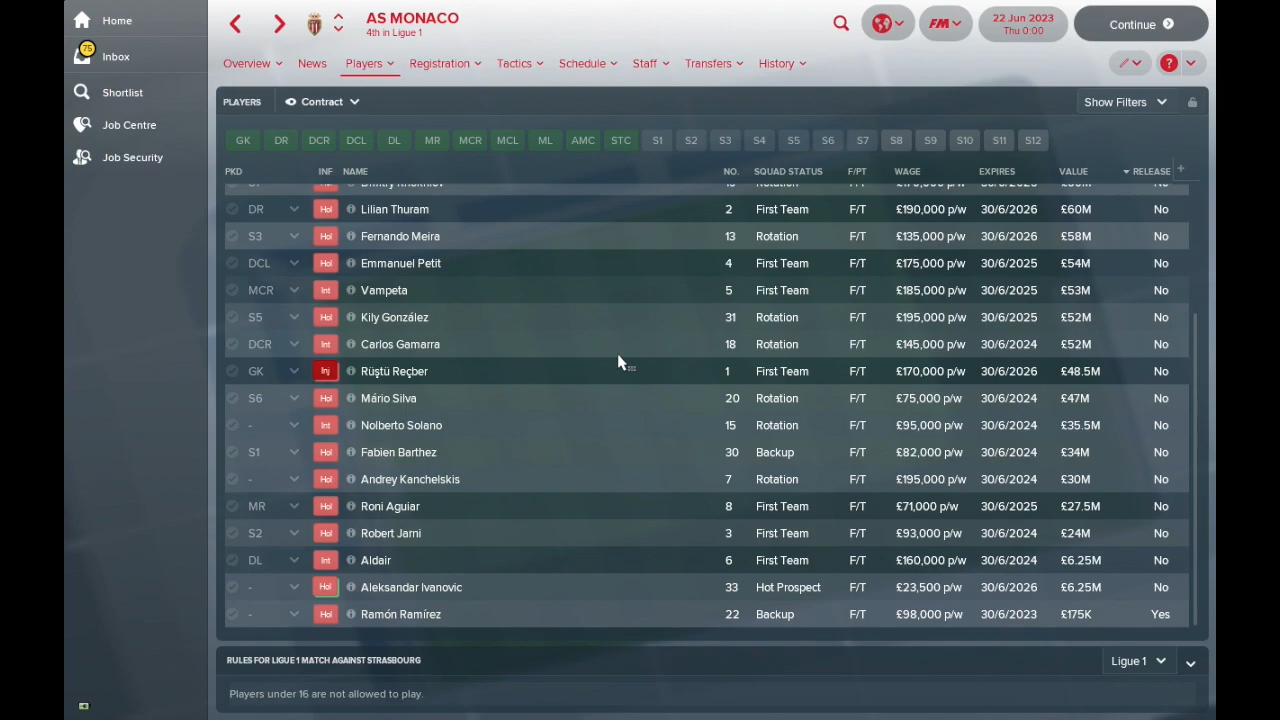 Home
AS MONACO
4th in Ligue 1
FM
22 Jun 2023
Thu 0:00
Continue
75
Inbox
Overview News Players Registration Tactics Schedule Staff Transfers History
?
Shortlist
PLAYERS Contract Show Filters
Job Centre
GK DR DCR DCL DL MR MCR MCL ML AMC STC S1 S2 S3 S4 S5 S6 S7 S8 S9 S10 S11 S12
Job Security
PKD INF NAME NO. SQUAD STATUS F/PT WAGE EXPIRES VALUE RELEASE +
DR Hol Lilian Thuram 2 First Team F/T £190,000 p/w 30/6/2026 £60M No
S3 Hol Fernando Meira 13 Rotation F/T £135,000 p/w 30/6/2026 £58M No
DCL Hol Emmanuel Petit 4 First Team F/T £175,000 p/w 30/6/2025 £54M No
MCR Int Vampeta 5 First Team F/T £185,000 p/w 30/6/2025 £53M No
S5 Hol Kily González 31 Rotation F/T £195,000 p/w 30/6/2025 £52M No
DCR Int Carlos Gamarra 18 Rotation F/T £145,000 p/w 30/6/2024 £52M No
GK Inj Rüştü Reçber 1 First Team F/T £170,000 p/w 30/6/2026 £48.5M No
S6 Hol Mário Silva 20 Rotation F/T £75,000 p/w 30/6/2024 £47M No
- Int Nolberto Solano 15 Rotation F/T £95,000 p/w 30/6/2024 £35.5M No
S1 Hol Fabien Barthez 30 Backup F/T £82,000 p/w 30/6/2024 £34M No
- Hol Andrey Kanchelskis 7 Rotation F/T £195,000 p/w 30/6/2024 £30M No
MR Hol Roni Aguiar 8 First Team F/T £71,000 p/w 30/6/2025 £27.5M No
S2 Hol Robert Jarni 3 First Team F/T £93,000 p/w 30/6/2024 £24M No
DL Int Aldair 6 First Team F/T £160,000 p/w 30/6/2024 £6.25M No
- Hol Aleksandar Ivanovic 33 Hot Prospect F/T £23,500 p/w 30/6/2026 £6.25M No
- Hol Ramón Ramírez 22 Backup F/T £98,000 p/w 30/6/2023 £175K Yes
RULES FOR LIGUE 1 MATCH AGAINST STRASBOURG Ligue 1
Players under 16 are not allowed to play.